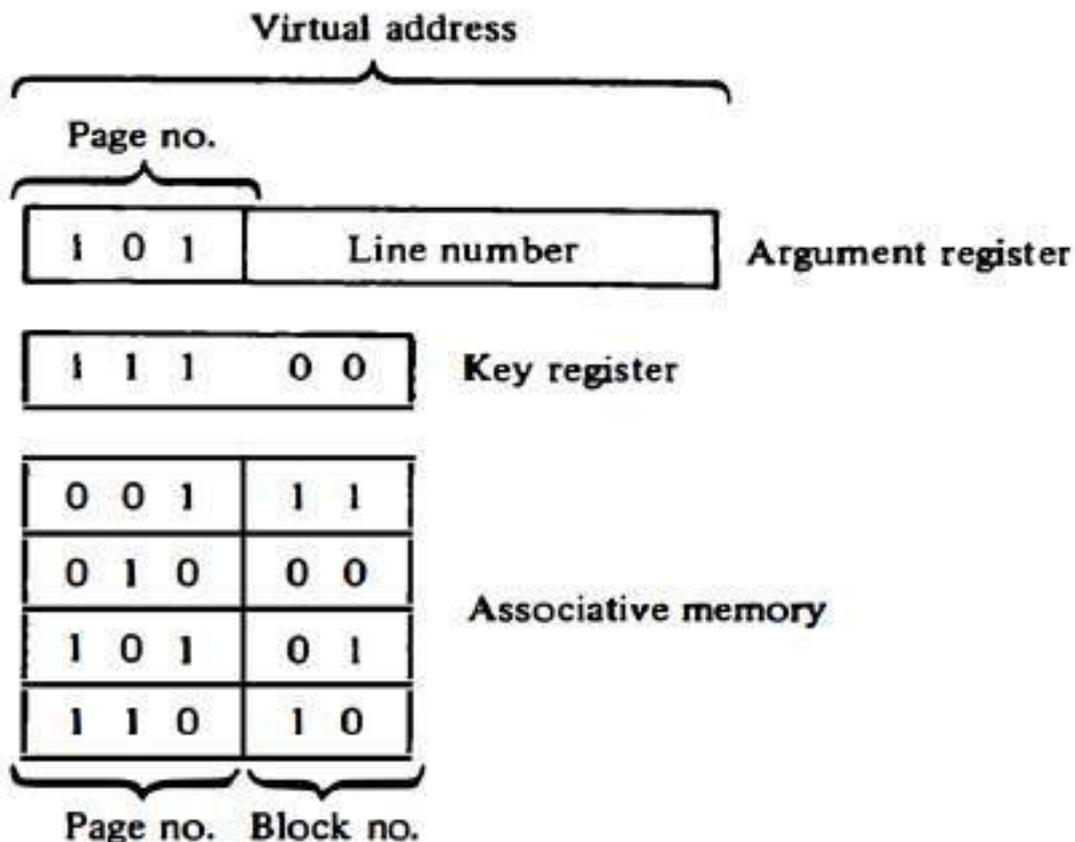 Virtual address
Page no.
1 0 1 Line number Argument register
1 1 1 0 0 Key register
0 0 1 1 1
0 1 0 0 0
Associative memory
1 0 1 0 1
1 1 0 1 0
Page no. Block no.